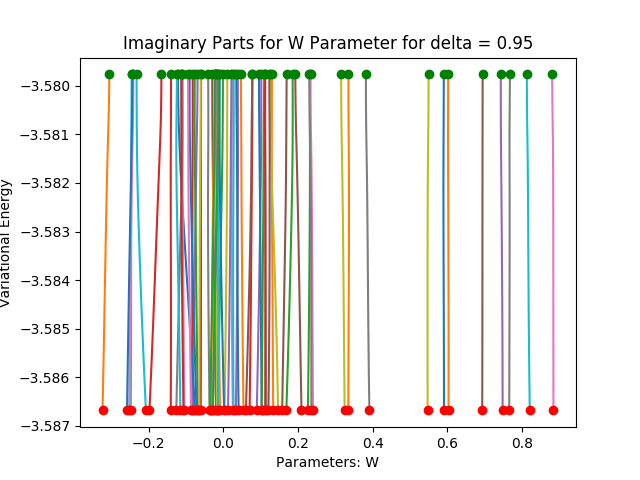 Imaginary Parts for W Parameter for delta = 0.95
Variational Energy
−3.580
−3.581
−3.582
−3.583
−3.584
−3.585
−3.586
−3.587
−0.2 0.0 0.2 0.4 0.6 0.8
Parameters: W